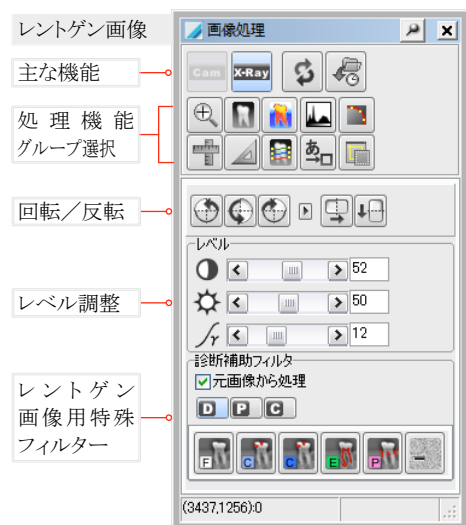 レントゲン画像
画像処理
主な機能
Cam X-Ray
処理機能
グループ選択
あ
回転／反転
レベル
52
50
レベル調整
γ 12
診断補助フィルタ
元画像から処理
レントゲン
画像用特殊
フィルター
D P C
F C C E P
(3437,1256):0